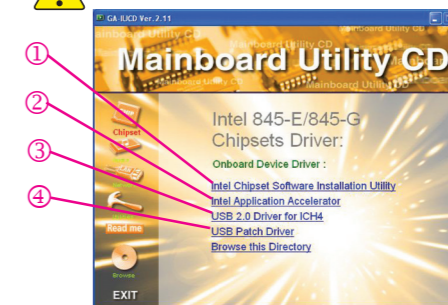 GA-IUCD Ver.2.11
Mainboard Utility CD
① 
② 
③ 
④ 
Chipset
Read me
Browse
EXIT
Intel 845-E/845-G
Chipsets Driver:
Onboard Device Driver :
Intel Chipset Software Installation Utility
Intel Application Accelerator
USB 2.0 Driver for ICH4
USB Patch Driver
Browse this Directory